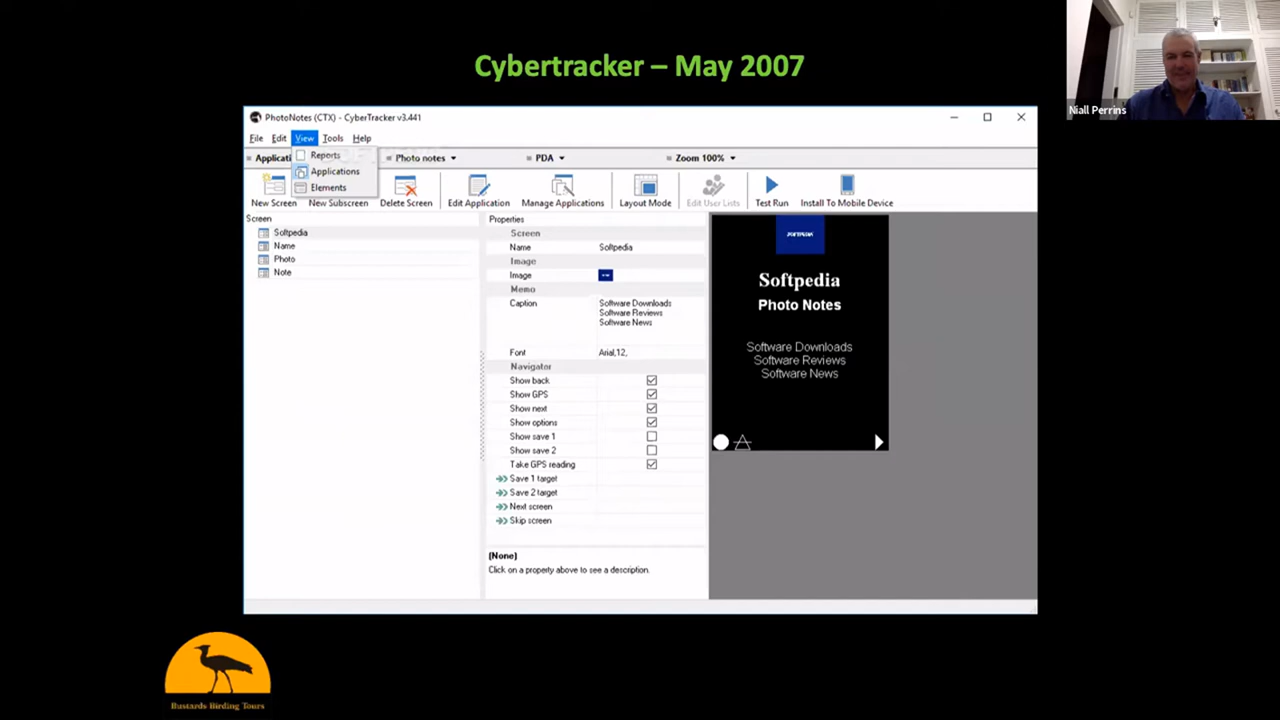 Cybertracker – May 2007
Niall Perrins
PhotoNotes (CTX) - CyberTracker v3.441
File Edit View Tools Help
Reports
Applications
Elements
Applicati Photo notes PDA Zoom 100%
New Screen New Subscreen Delete Screen Edit Application Manage Applications Layout Mode Edit User Lists Test Run Install To Mobile Device
Screen
Softpedia
Name
Photo
Note
Properties
Screen
Name Softpedia
Image
Image
Memo
Caption Software Downloads
Software Reviews
Software News
Font Arial,12,
Navigator
Show back
Show GPS
Show next
Show options
Show save 1
Show save 2
Take GPS reading
Save 1 target
Save 2 target
Next screen
Skip screen
(None)
Click on a property above to see a description.
SOFTPEDIA
Softpedia
Photo Notes
Software Downloads
Software Reviews
Software News
Bustards Birding Tours